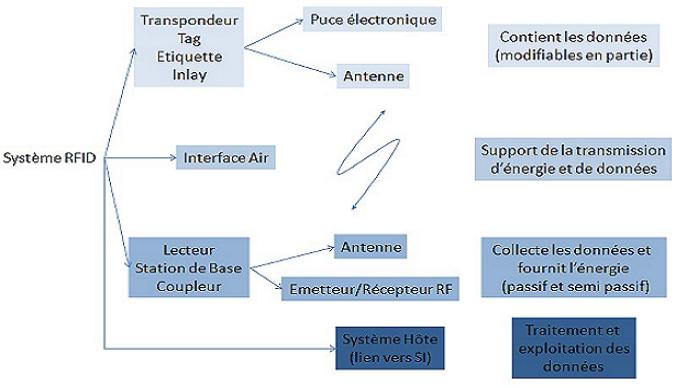 Transpondeur
Tag
Etiquette
Inlay
Puce électronique
Antenne
Contient les données
(modifiables en partie)
Système RFID
Interface Air
Support de la transmission
d'énergie et de données
Lecteur
Station de Base
Coupleur
Antenne
Emetteur/Récepteur RF
Collecte les données et
fournit l'énergie
(passif et semi passif)
Système Hôte
(lien vers SI)
Traitement et
exploitation des
données